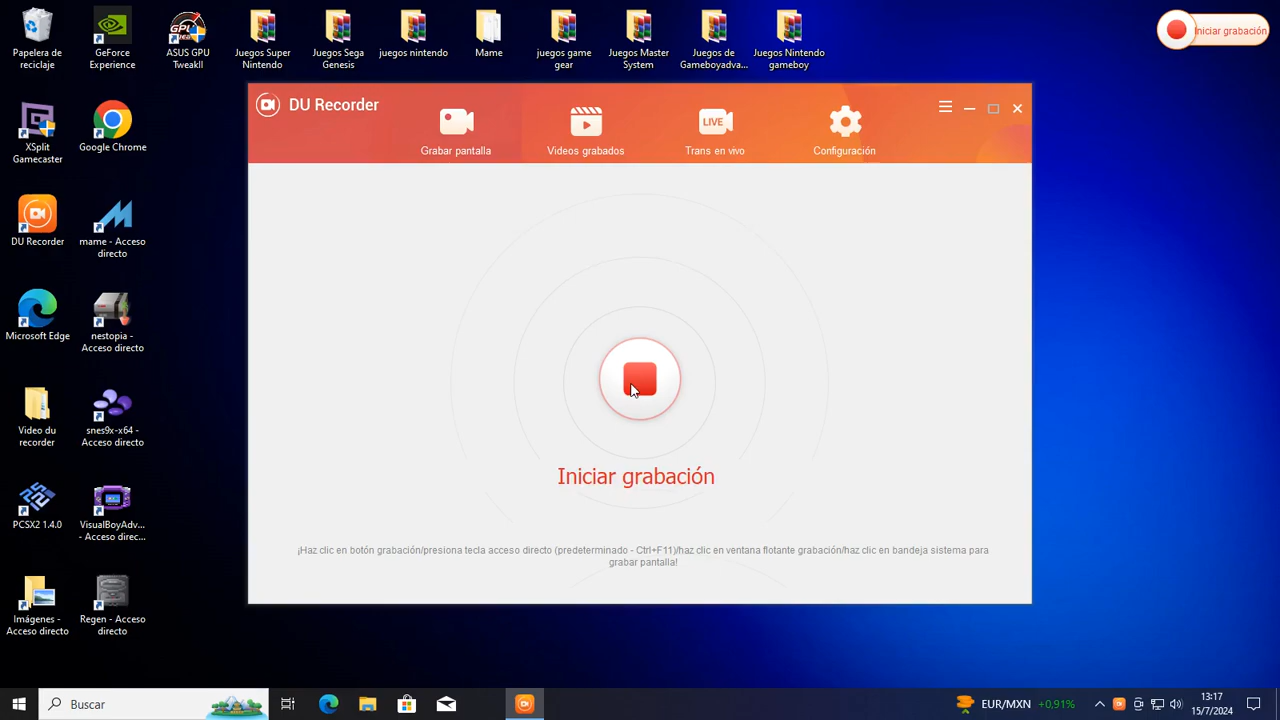 Papelera de
reciclaje
GeForce
Experience
ASUS GPU
TweakII
Juegos Super
Nintendo
Juegos Sega
Genesis
juegos nintendo
Mame
juegos game
gear
Juegos Master
System
Juegos de
Gameboyadva...
Juegos Nintendo
gameboy
Iniciar grabación
XSplit
Gamecaster
Google Chrome
DU Recorder
mame - Acceso
directo
Microsoft Edge
nestopia -
Acceso directo
Video du
recorder
snes9x-x64 -
Acceso directo
PCSX2 1.4.0
VisualBoyAdv...
- Acceso direc...
Imágenes -
Acceso directo
Regen - Acceso
directo
DU Recorder
Grabar pantalla
Videos grabados
LIVE
Trans en vivo
Configuración
Iniciar grabación
¡Haz clic en botón grabación/presiona tecla acceso directo (predeterminado - Ctrl+F11)/haz clic en ventana flotante grabación/haz clic en bandeja sistema para
grabar pantalla!
Buscar
EUR/MXN +0,91%
13:17
15/7/2024